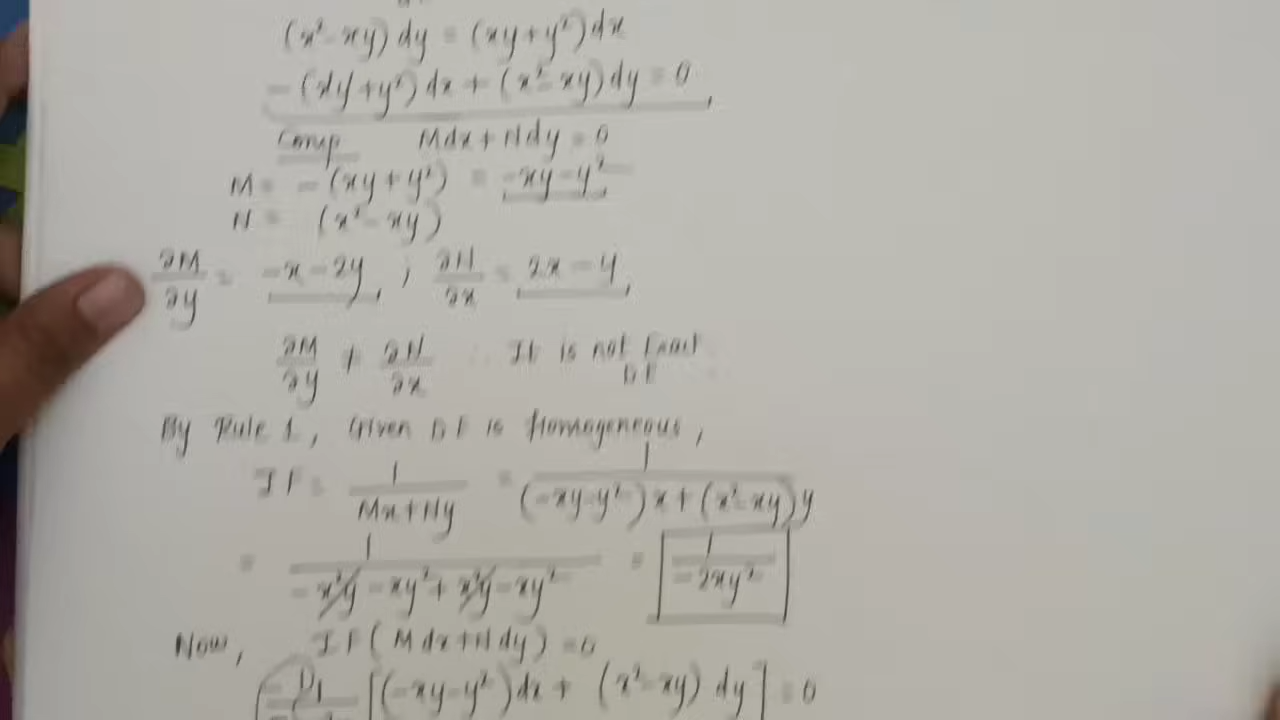 (x² - xy) dy = (xy + y²) dx
- (xy + y²) dx + (x² - xy) dy = 0,
Comp Mdx + Ndy = 0
M = - (xy + y²) = -xy - y²
N = (x² - xy)
∂M/∂y = -x - 2y ; ∂N/∂x = 2x - y,
∂M/∂y ≠ ∂N/∂x ∴ It is not Exact
DE
By Rule 1, Given DE is Homogeneous,
IF = 1/(Mx + Ny) = 1/((-xy - y²)x + (x² - xy)y)
= 1/(-x²y - xy² + x²y - xy²) = 1/(-2xy²)
Now, IF (Mdx + Ndy) = 0
[(-xy - y²)dx + (x² - xy) dy] = 0